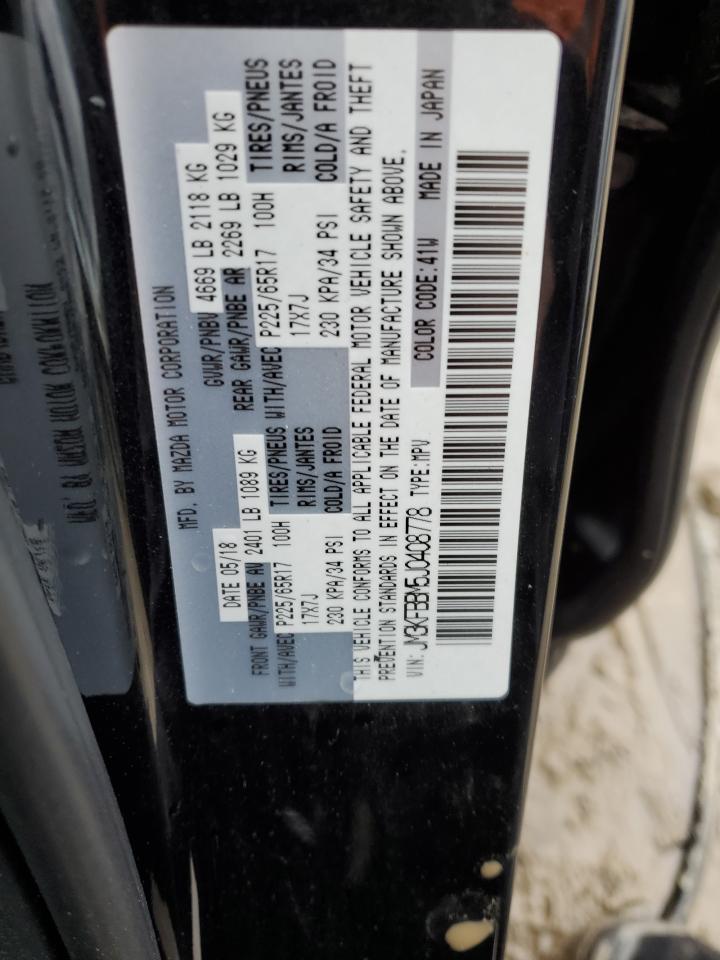 MFD. BY MAZDA MOTOR CORPORATION
DATE 05/18 GVWR/PNBV 4669 LB 2118 KG
FRONT GAWR/PNBE AV 2401 LB 1089 KG REAR GAWR/PNBE AR 2269 LB 1029 KG
WITH/AVEC P225/65R17 100H TIRES/PNEUS WITH/AVEC P225/65R17 100H TIRES/PNEUS
17X7J RIMS/JANTES 17X7J RIMS/JANTES
230 KPA/34 PSI COLD/A FROID 230 KPA/34 PSI COLD/A FROID
THIS VEHICLE CONFORMS TO ALL APPLICABLE FEDERAL MOTOR VEHICLE SAFETY AND THEFT
PREVENTION STANDARDS IN EFFECT ON THE DATE OF MANUFACTURE SHOWN ABOVE.
VIN: JM3KFBBM5J0408778 TYPE:MPV COLOR CODE:41W MADE IN JAPAN